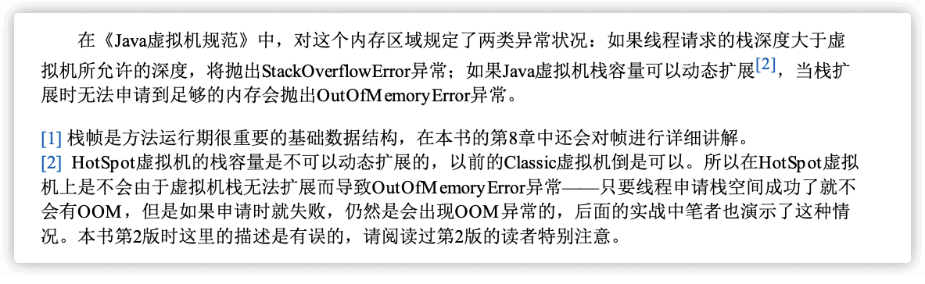 在《Java虚拟机规范》中，对这个内存区域规定了两类异常状况：如果线程请求的栈深度大于虚
拟机所允许的深度，将抛出StackOverflowError异常；如果Java虚拟机栈容量可以动态扩展[2]，当栈扩
展时无法申请到足够的内存会抛出OutOfMemoryError异常。
[1] 栈帧是方法运行期很重要的基础数据结构，在本书的第8章中还会对帧进行详细讲解。
[2] HotSpot虚拟机的栈容量是不可以动态扩展的，以前的Classic虚拟机倒是可以。所以在HotSpot虚拟
机上是不会由于虚拟机栈无法扩展而导致OutOfMemoryError异常——只要线程申请栈空间成功了就不
会有OOM，但是如果申请时就失败，仍然是会出现OOM异常的，后面的实战中笔者也演示了这种情
况。本书第2版时这里的描述是有误的，请阅读过第2版的读者特别注意。